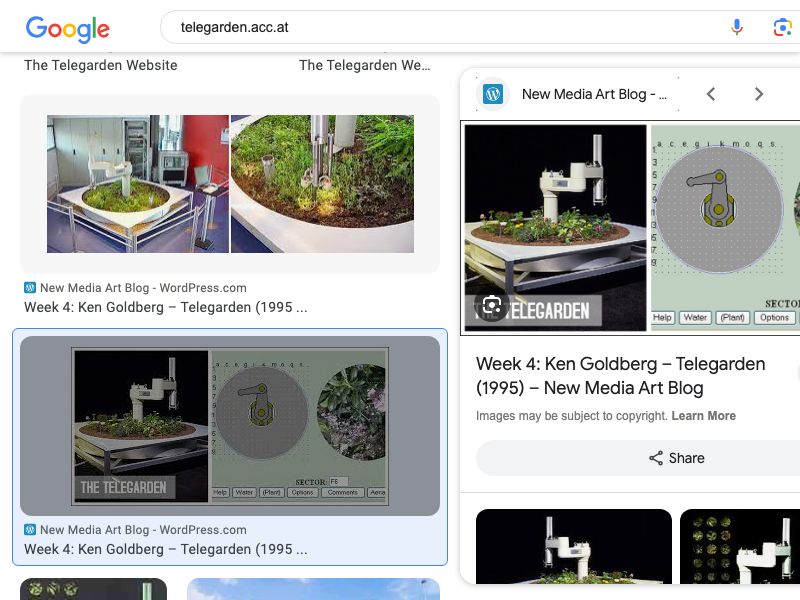 Google
telegarden.acc.at
The Telegarden Website
The Telegarden We...
New Media Art Blog - WordPress.com
Week 4: Ken Goldberg – Telegarden (1995 ...
THE TELEGARDEN
SECTOR: F6
Help Water (Plant) Options Comments Aeria
New Media Art Blog - WordPress.com
Week 4: Ken Goldberg – Telegarden (1995 ...
New Media Art Blog - ...
a c e g i k m o q s
THE TELEGARDEN
SECTO
Help Water (Plant) Options
Week 4: Ken Goldberg – Telegarden
(1995) – New Media Art Blog
Images may be subject to copyright. Learn More
Share